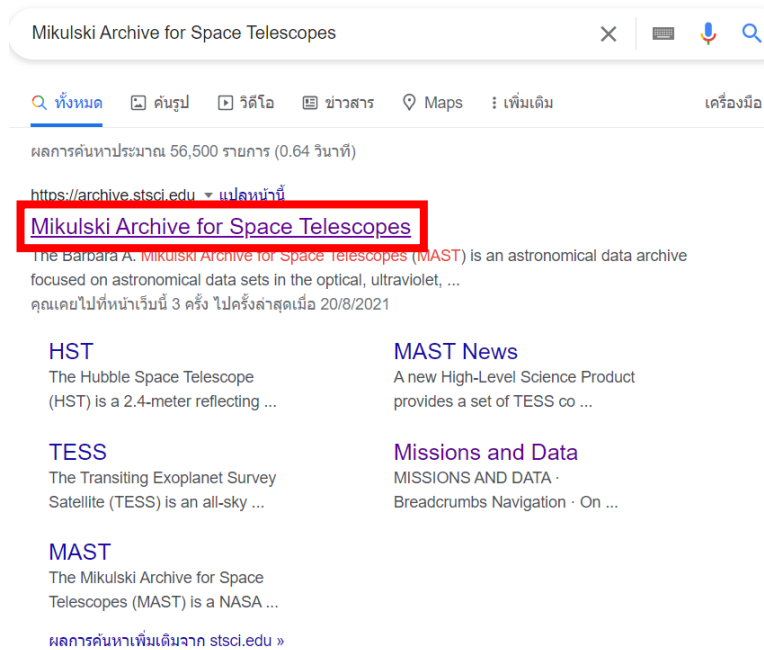 Mikulski Archive for Space Telescopes
ทั้งหมด ค้นรูป วิดีโอ ข่าวสาร Maps เพิ่มเติม เครื่องมือ
ผลการค้นหาประมาณ 56,500 รายการ (0.64 วินาที)
https://archive.stsci.edu แปลหน้านี้
Mikulski Archive for Space Telescopes
The Barbara A. Mikulski Archive for Space Telescopes (MAST) is an astronomical data archive
focused on astronomical data sets in the optical, ultraviolet, ...
คุณเคยไปที่หน้าเว็บนี้ 3 ครั้ง ไปครั้งล่าสุดเมื่อ 20/8/2021
HST
The Hubble Space Telescope
(HST) is a 2.4-meter reflecting ...
MAST News
A new High-Level Science Product
provides a set of TESS co ...
TESS
The Transiting Exoplanet Survey
Satellite (TESS) is an all-sky ...
Missions and Data
MISSIONS AND DATA ·
Breadcrumbs Navigation · On ...
MAST
The Mikulski Archive for Space
Telescopes (MAST) is a NASA ...
ผลการค้นหาเพิ่มเติมจาก stsci.edu »